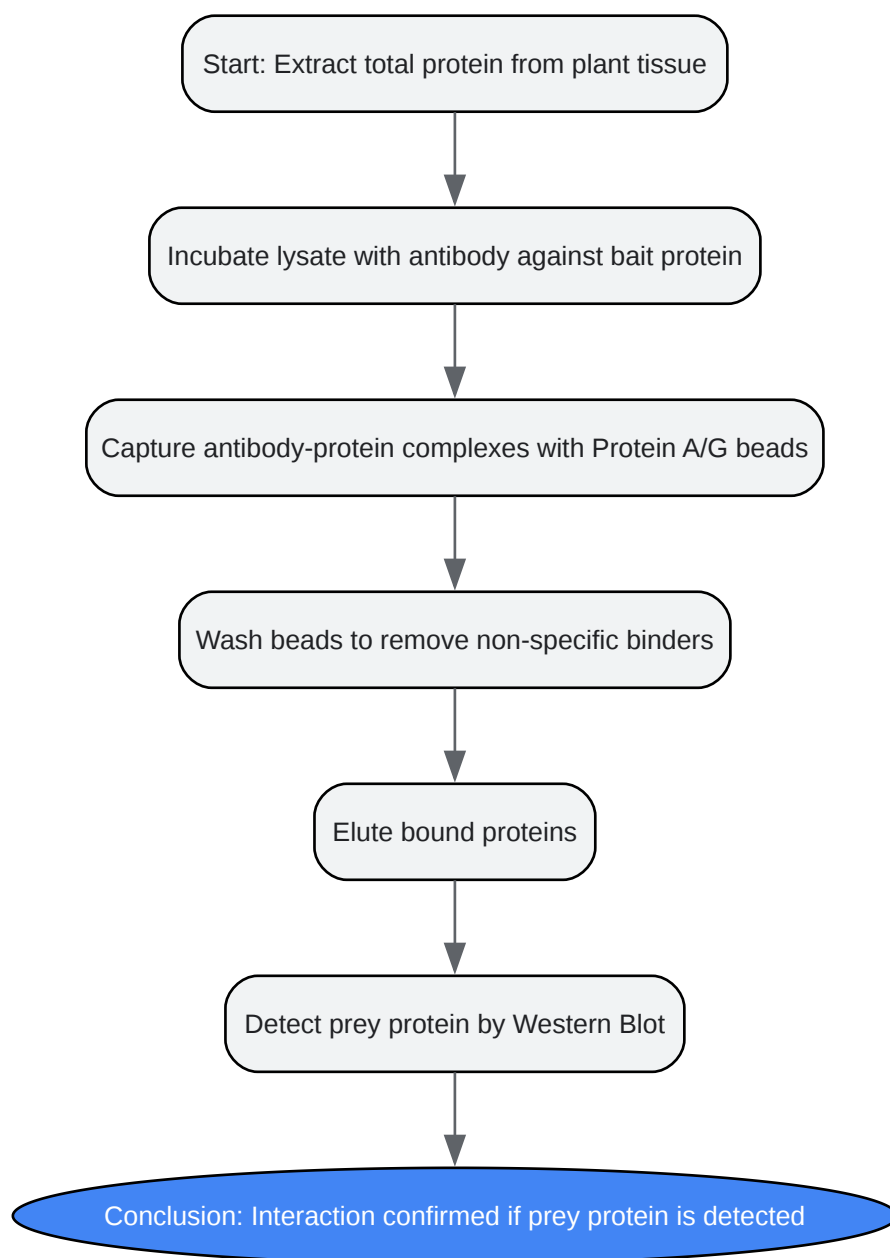 Start: Extract total protein from plant tissue
Incubate lysate with antibody against bait protein
Capture antibody-protein complexes with Protein A/G beads
Wash beads to remove non-specific binders
Elute bound proteins
Detect prey protein by Western Blot
Conclusion: Interaction confirmed if prey protein is detected